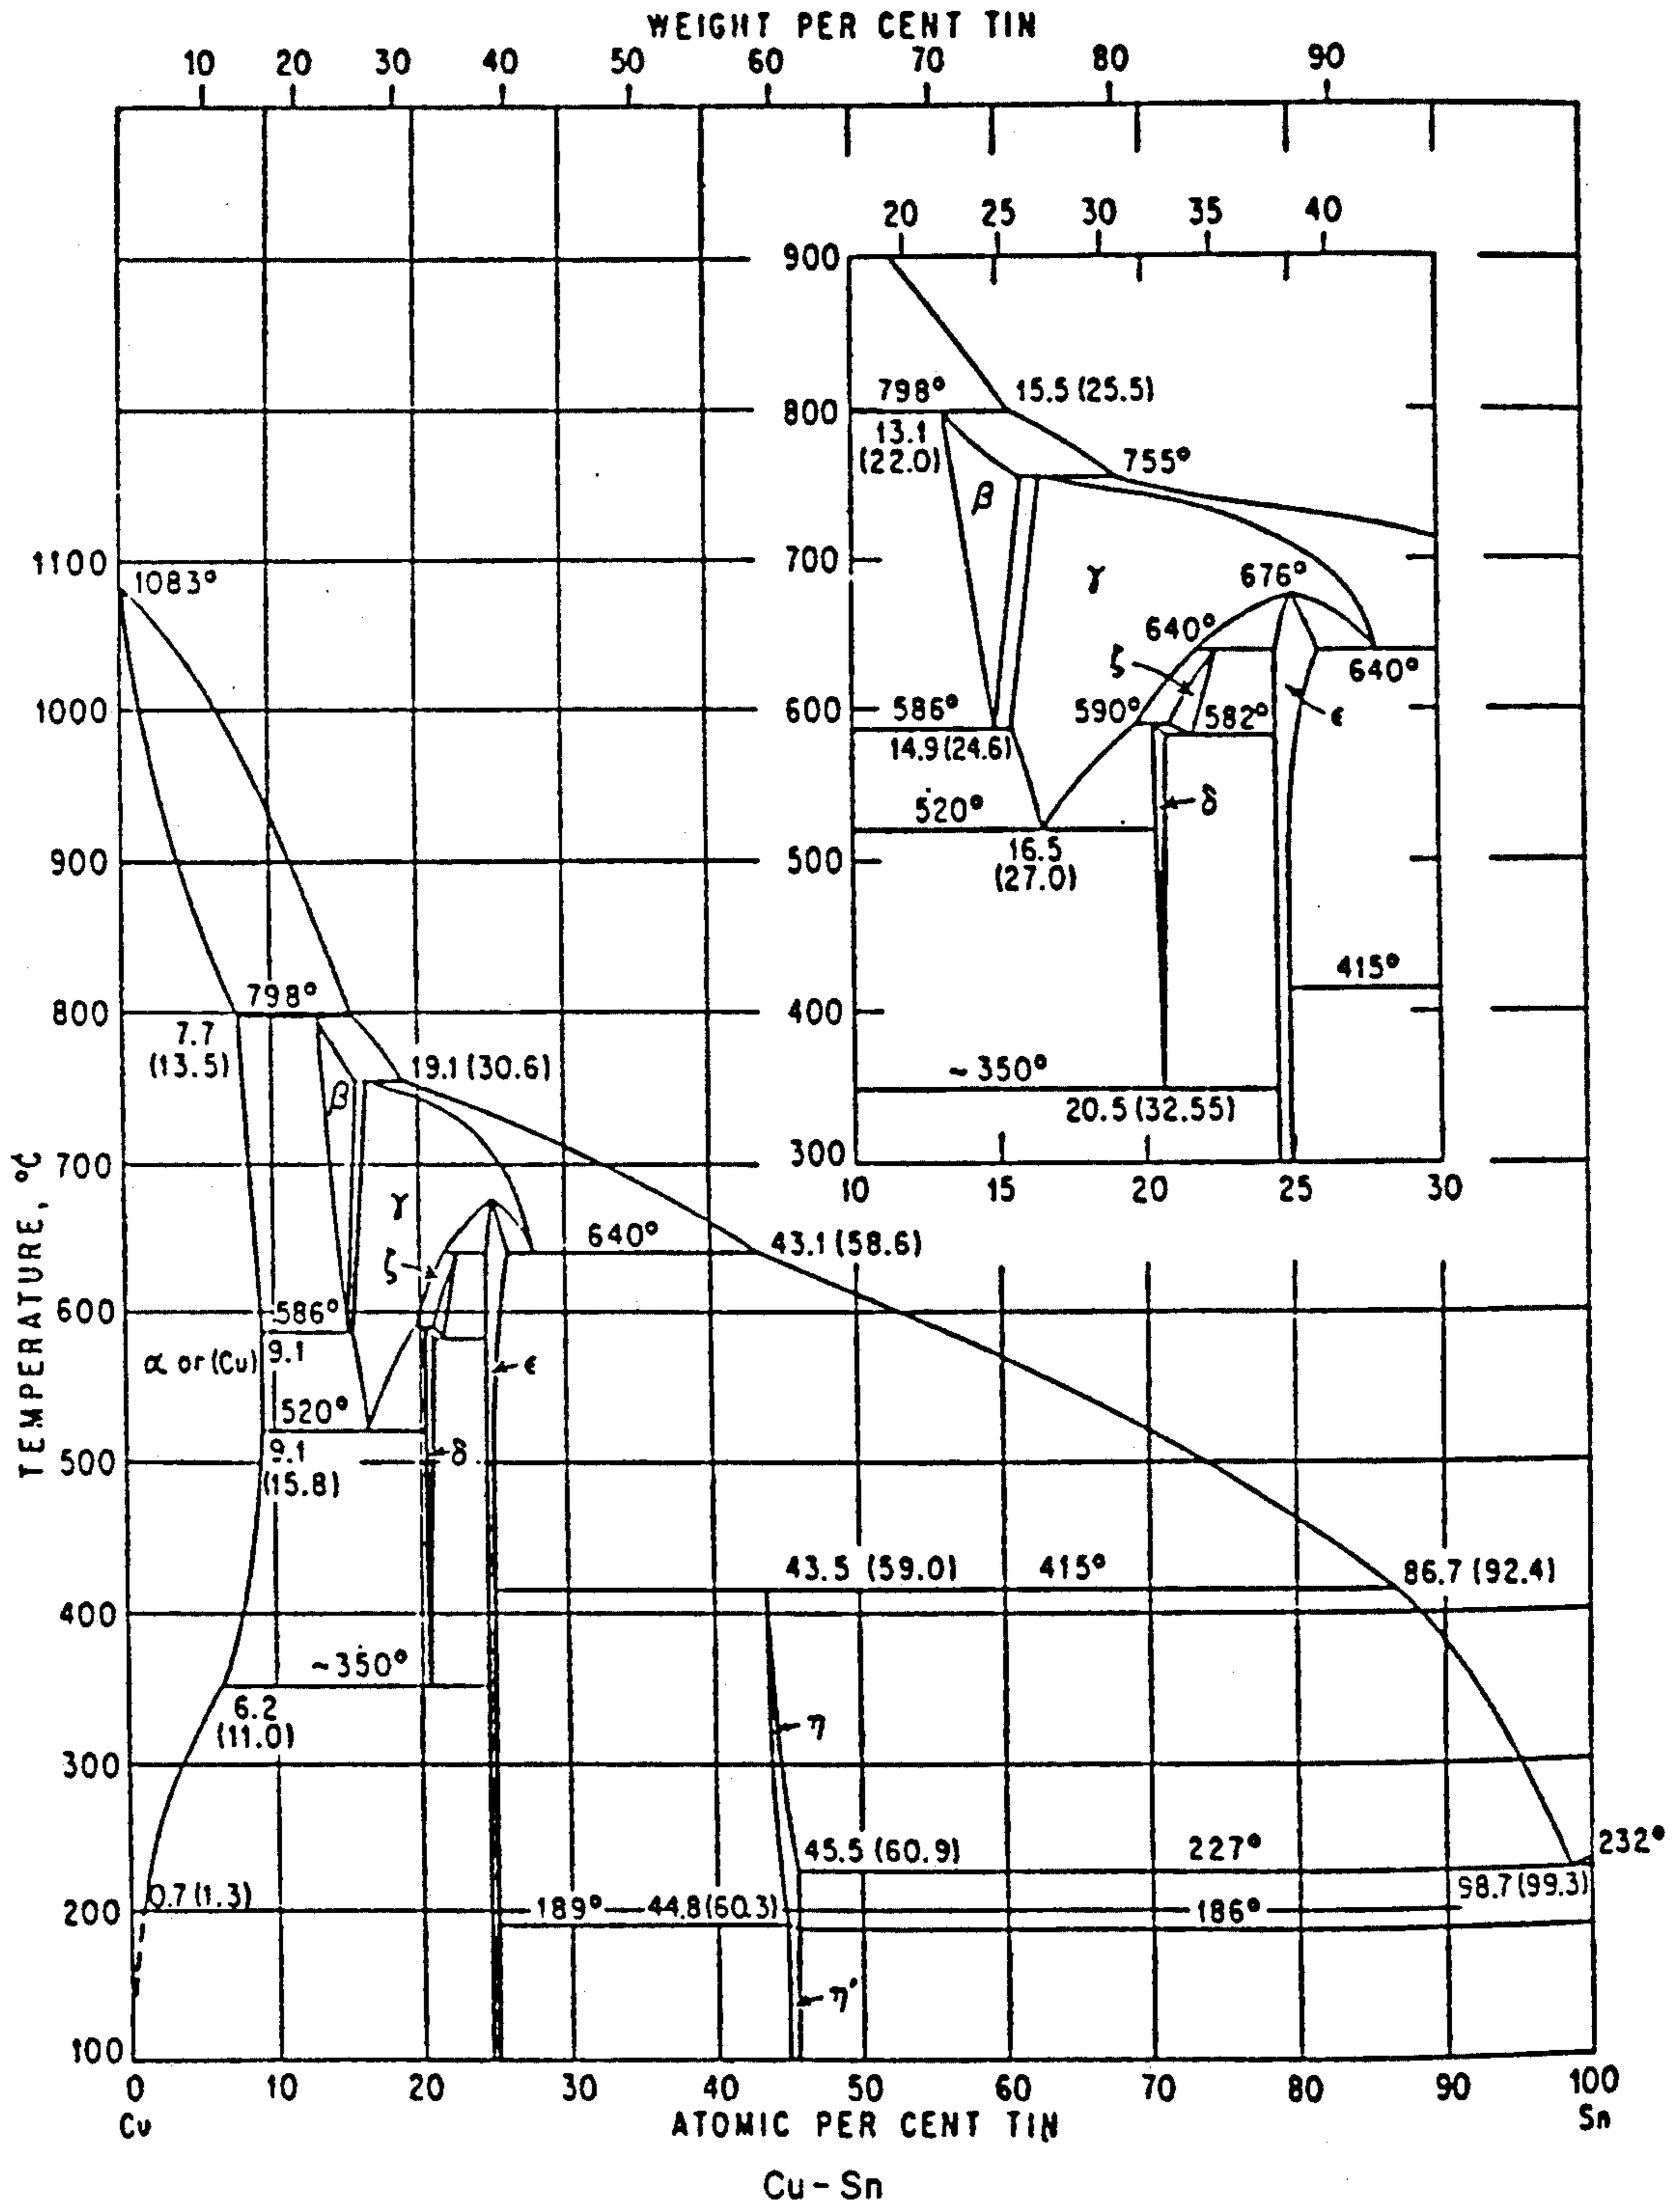 WEIGHT PER CENT TIN
10 20 30 40 50 60 70 80 90
20 25 30 35 40
900
798° 15.5 (25.5)
800
13.1
(22.0)
755°
β
700
γ
676°
1100
1083°
640°
ζ
640°
1000
600
586°
590°
582°
ϵ
14.9 (24.6)
520°
δ
900
500
16.5
(27.0)
415°
798°
800
400
7.7
(13.5)
19.1 (30.6)
~350°
β
20.5 (32.55)
700
300
10 15 20 25 30
γ
640°
43.1 (58.6)
ζ
600
586°
α or (Cu)
9.1
ϵ
520°
9.1
(15.8)
δ
500
43.5 (59.0) 415°
86.7 (92.4)
400
~350°
6.2
(11.0)
η
300
45.5 (60.9) 227°
232°
0.7 (1.3)
98.7 (99.3)
200
189° 44.8 (60.3)
186°
η'
100
TEMPERATURE, °C
0 10 20 30 40 50 60 70 80 90 100
Cu ATOMIC PER CENT TIN Sn
Cu - Sn